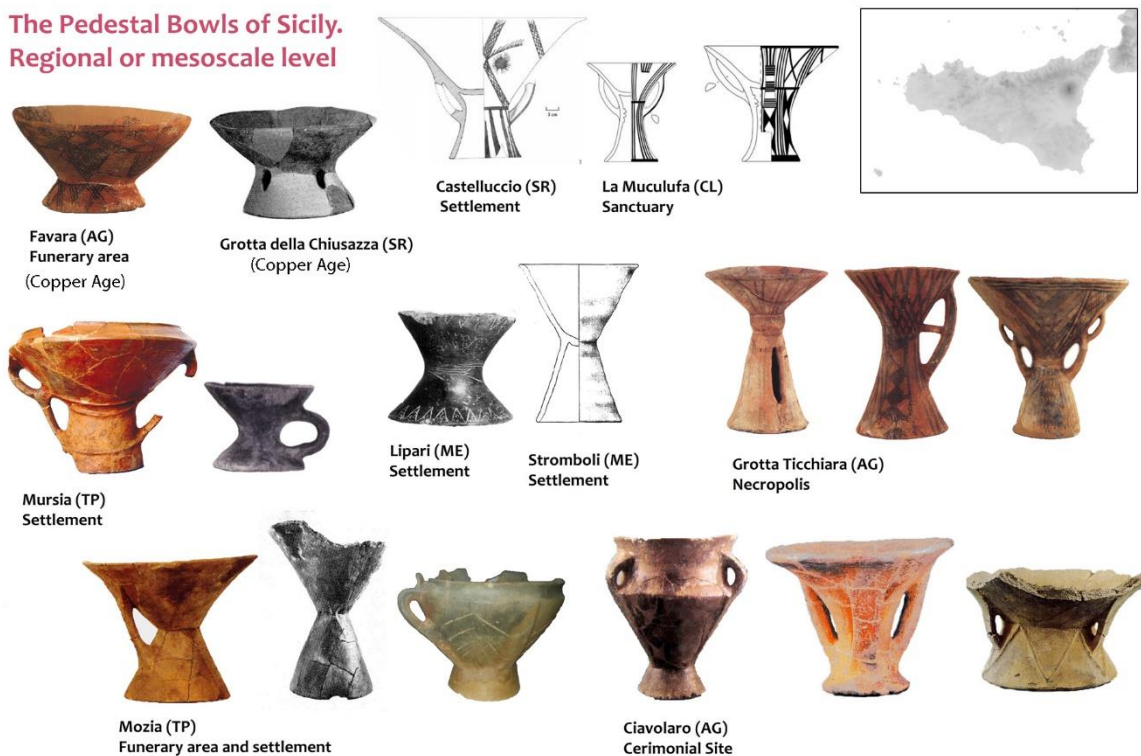 The Pedestal Bowls of Sicily.
Regional or mesoscale level
Favara (AG)
Funerary area
(Copper Age)
Grotta della Chiusazza (SR)
(Copper Age)
Castelluccio (SR)
Settlement
La Muculufa (CL)
Sanctuary
Mursia (TP)
Settlement
Lipari (ME)
Settlement
Stromboli (ME)
Settlement
Grotta Ticchiara (AG)
Necropolis
Mozia (TP)
Funerary area and settlement
Ciavolaro (AG)
Cerimonial Site